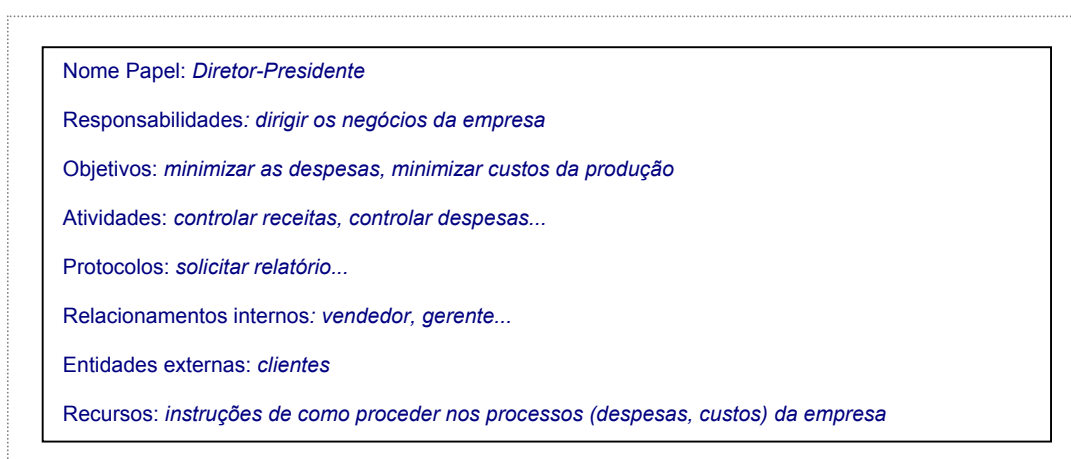 Nome Papel: Diretor-Presidente
Responsabilidades: dirigir os negócios da empresa
Objetivos: minimizar as despesas, minimizar custos da produção
Atividades: controlar receitas, controlar despesas...
Protocolos: solicitar relatório...
Relacionamentos internos: vendedor, gerente...
Entidades externas: clientes
Recursos: instruções de como proceder nos processos (despesas, custos) da empresa